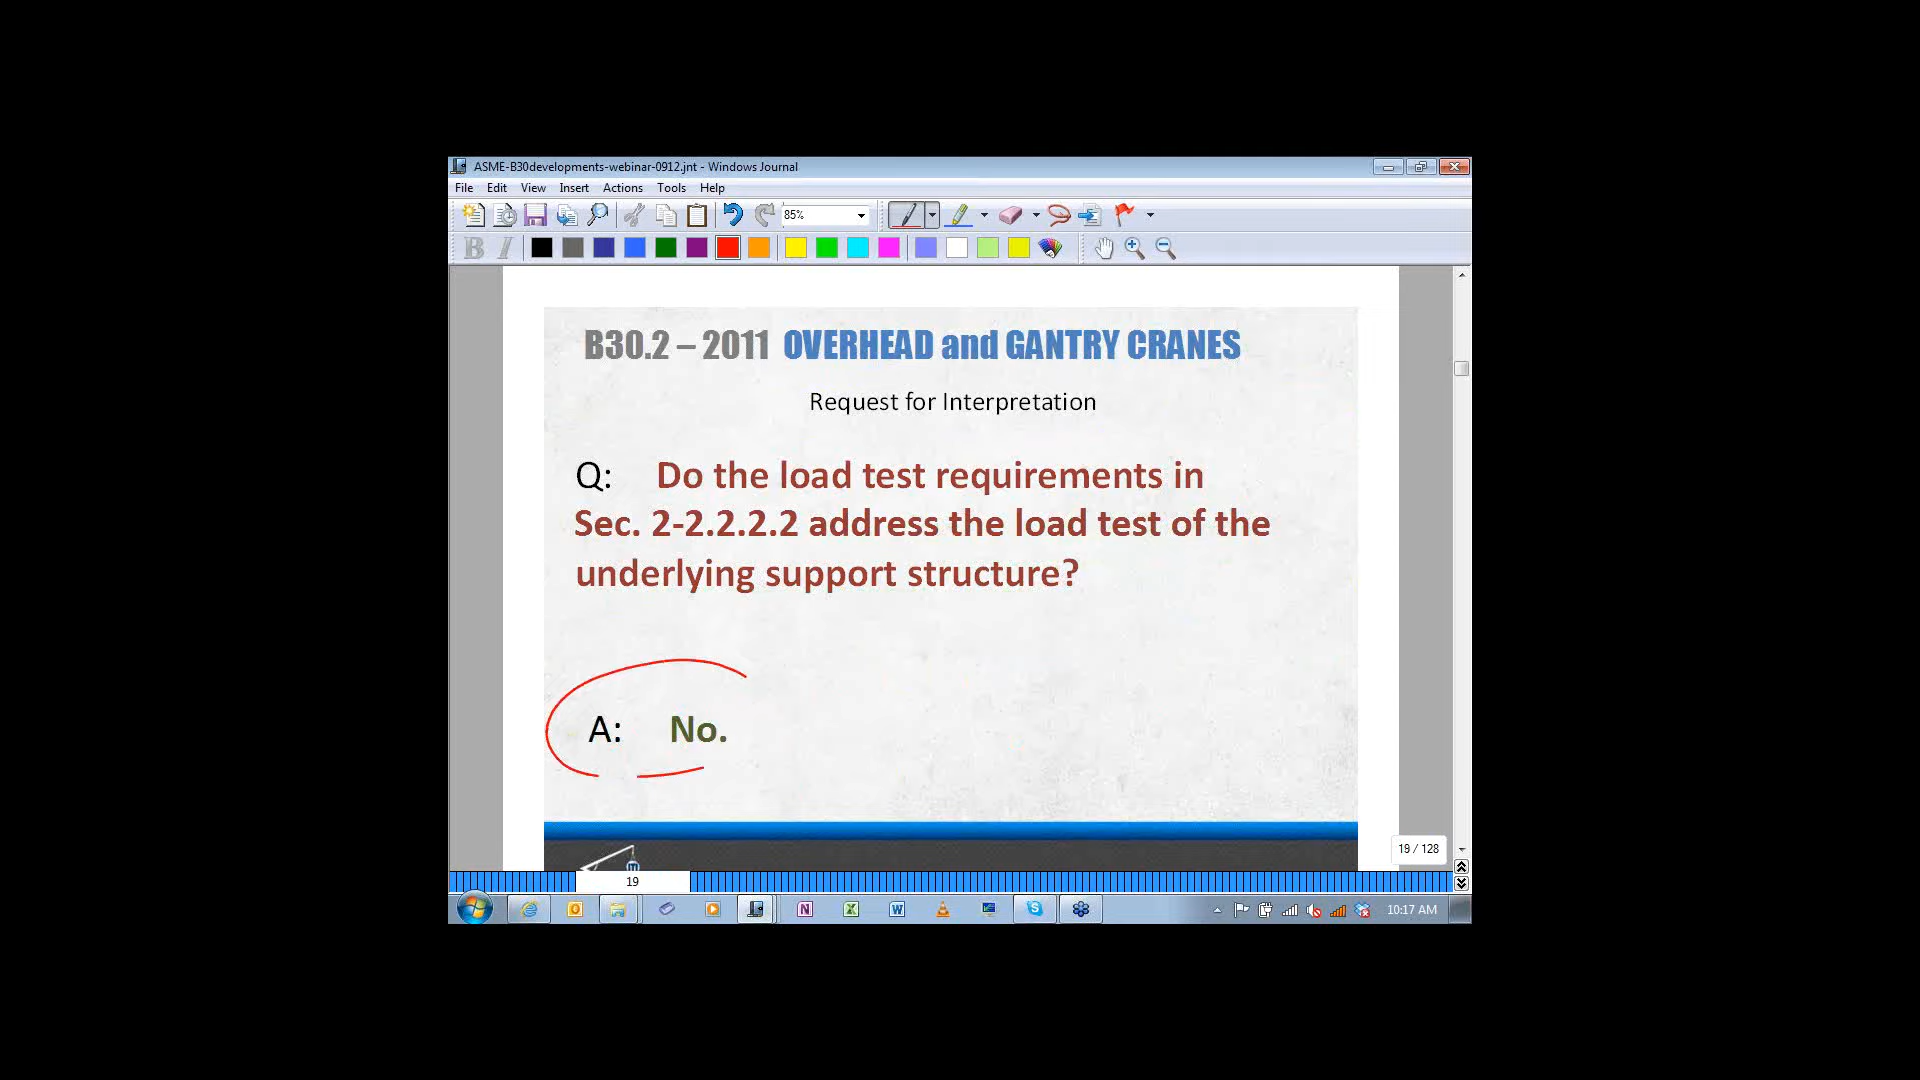 ASME-B30developments-webinar-0912.jnt - Windows Journal
File Edit View Insert Actions Tools Help
85%
B I
B30.2 – 2011 OVERHEAD and GANTRY CRANES
Request for Interpretation
Q: Do the load test requirements in
Sec. 2-2.2.2.2 address the load test of the
underlying support structure?
A: No.
19 / 128
19
10:17 AM